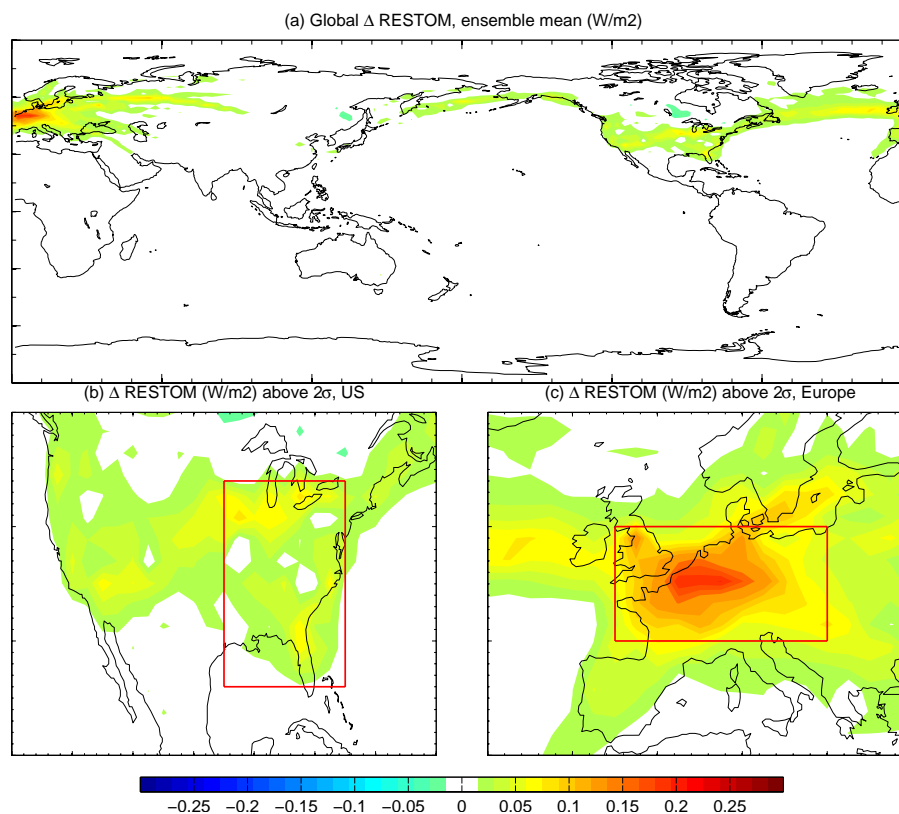 (a) Global Δ RESTOM, ensemble mean (W/m2)
(b) Δ RESTOM (W/m2) above 2σ, US
(c) Δ RESTOM (W/m2) above 2σ, Europe
−0.25 −0.2 −0.15 −0.1 −0.05 0 0.05 0.1 0.15 0.2 0.25